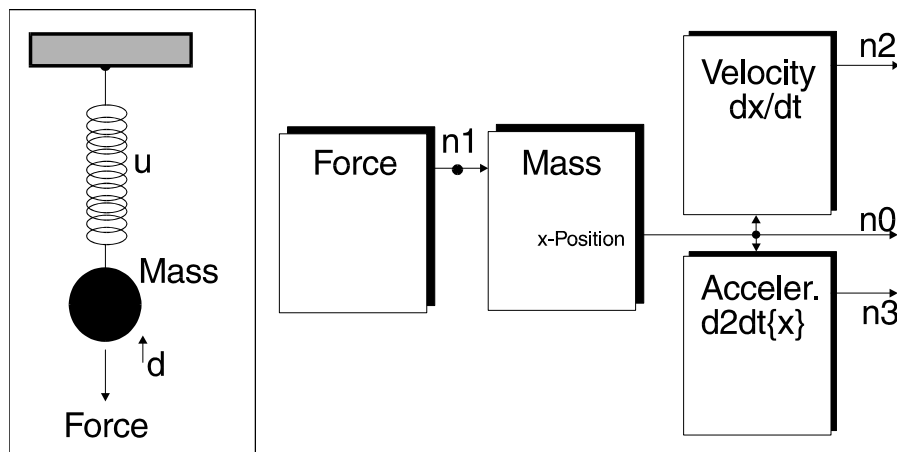 u
Mass
d
Force
Force
n1
Mass
x-Position
Velocity
dx/dt
n2
n0
Acceler.
d2dt{x}
n3